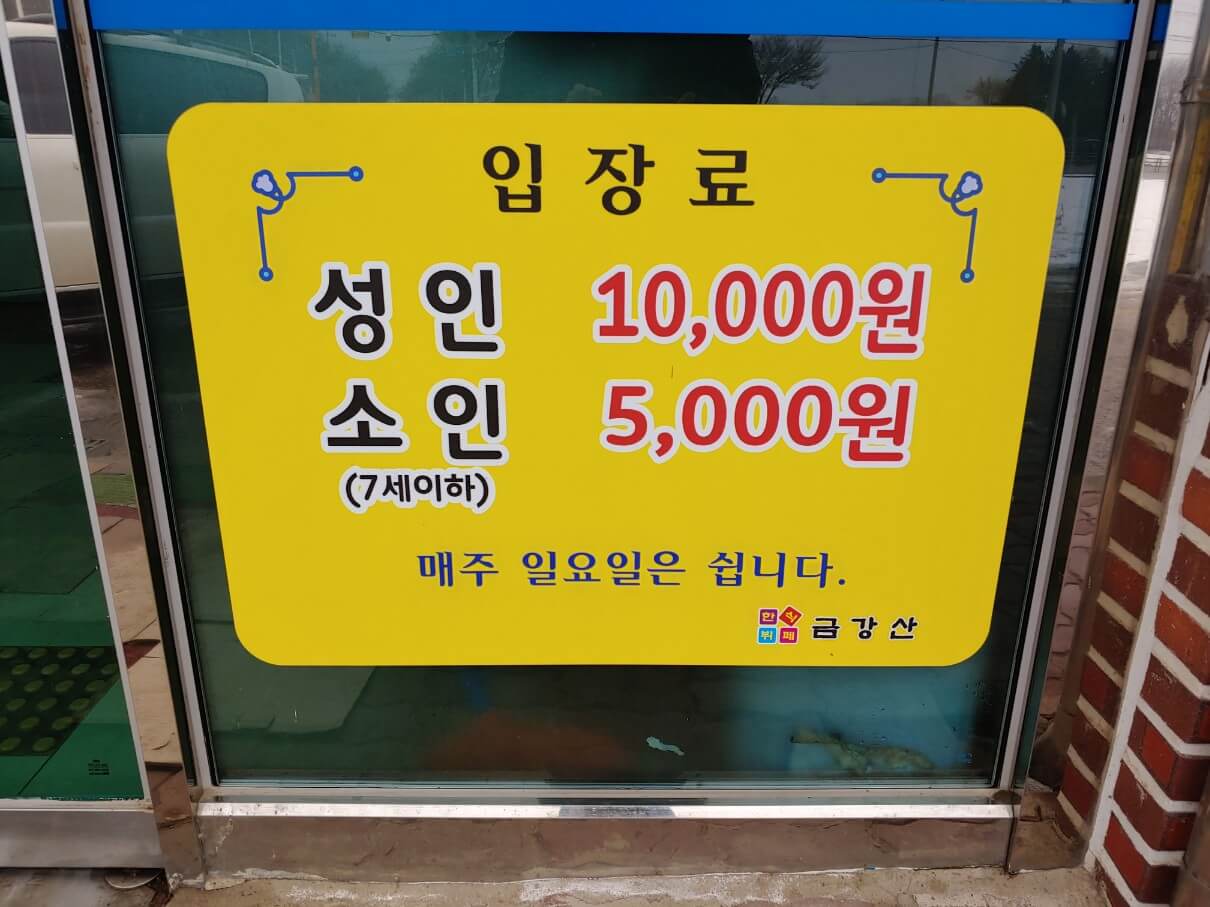 입장료
성인 10,000원
소인 5,000원
(7세이하)
매주 일요일은 쉽니다.
한식
뷔페
금강산